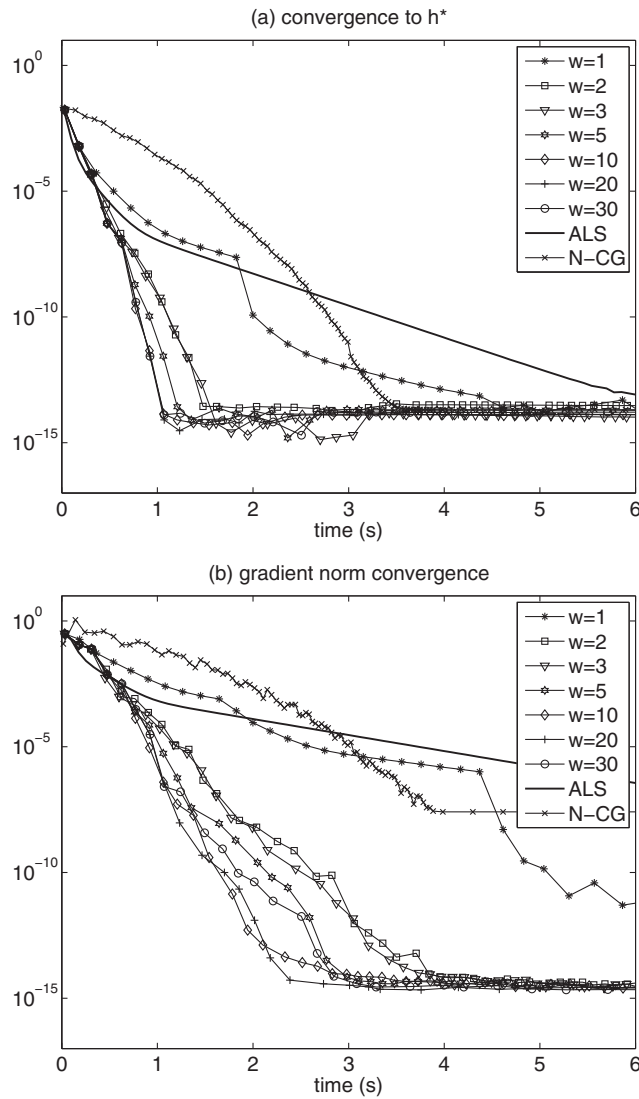 (a) convergence to h*
10^0
10^-5
10^-10
10^-15
w=1
w=2
w=3
w=5
w=10
w=20
w=30
ALS
N-CG
0 1 2 3 4 5 6
time (s)
(b) gradient norm convergence
10^0
10^-5
10^-10
10^-15
w=1
w=2
w=3
w=5
w=10
w=20
w=30
ALS
N-CG
0 1 2 3 4 5 6
time (s)